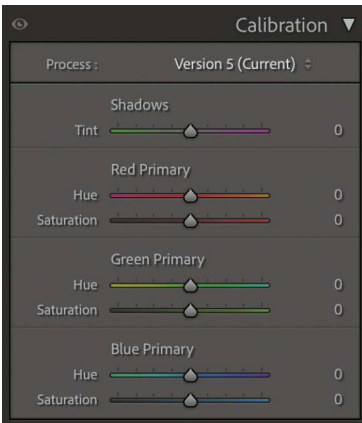 Calibration
Process : Version 5 (Current)
Shadows
Tint 0
Red Primary
Hue 0
Saturation 0
Green Primary
Hue 0
Saturation 0
Blue Primary
Hue 0
Saturation 0